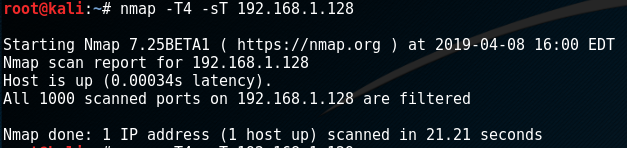 root@kali:~# nmap -T4 -sT 192.168.1.128
Starting Nmap 7.25BETA1 ( https://nmap.org ) at 2019-04-08 16:00 EDT
Nmap scan report for 192.168.1.128
Host is up (0.00034s latency).
All 1000 scanned ports on 192.168.1.128 are filtered
Nmap done: 1 IP address (1 host up) scanned in 21.21 seconds